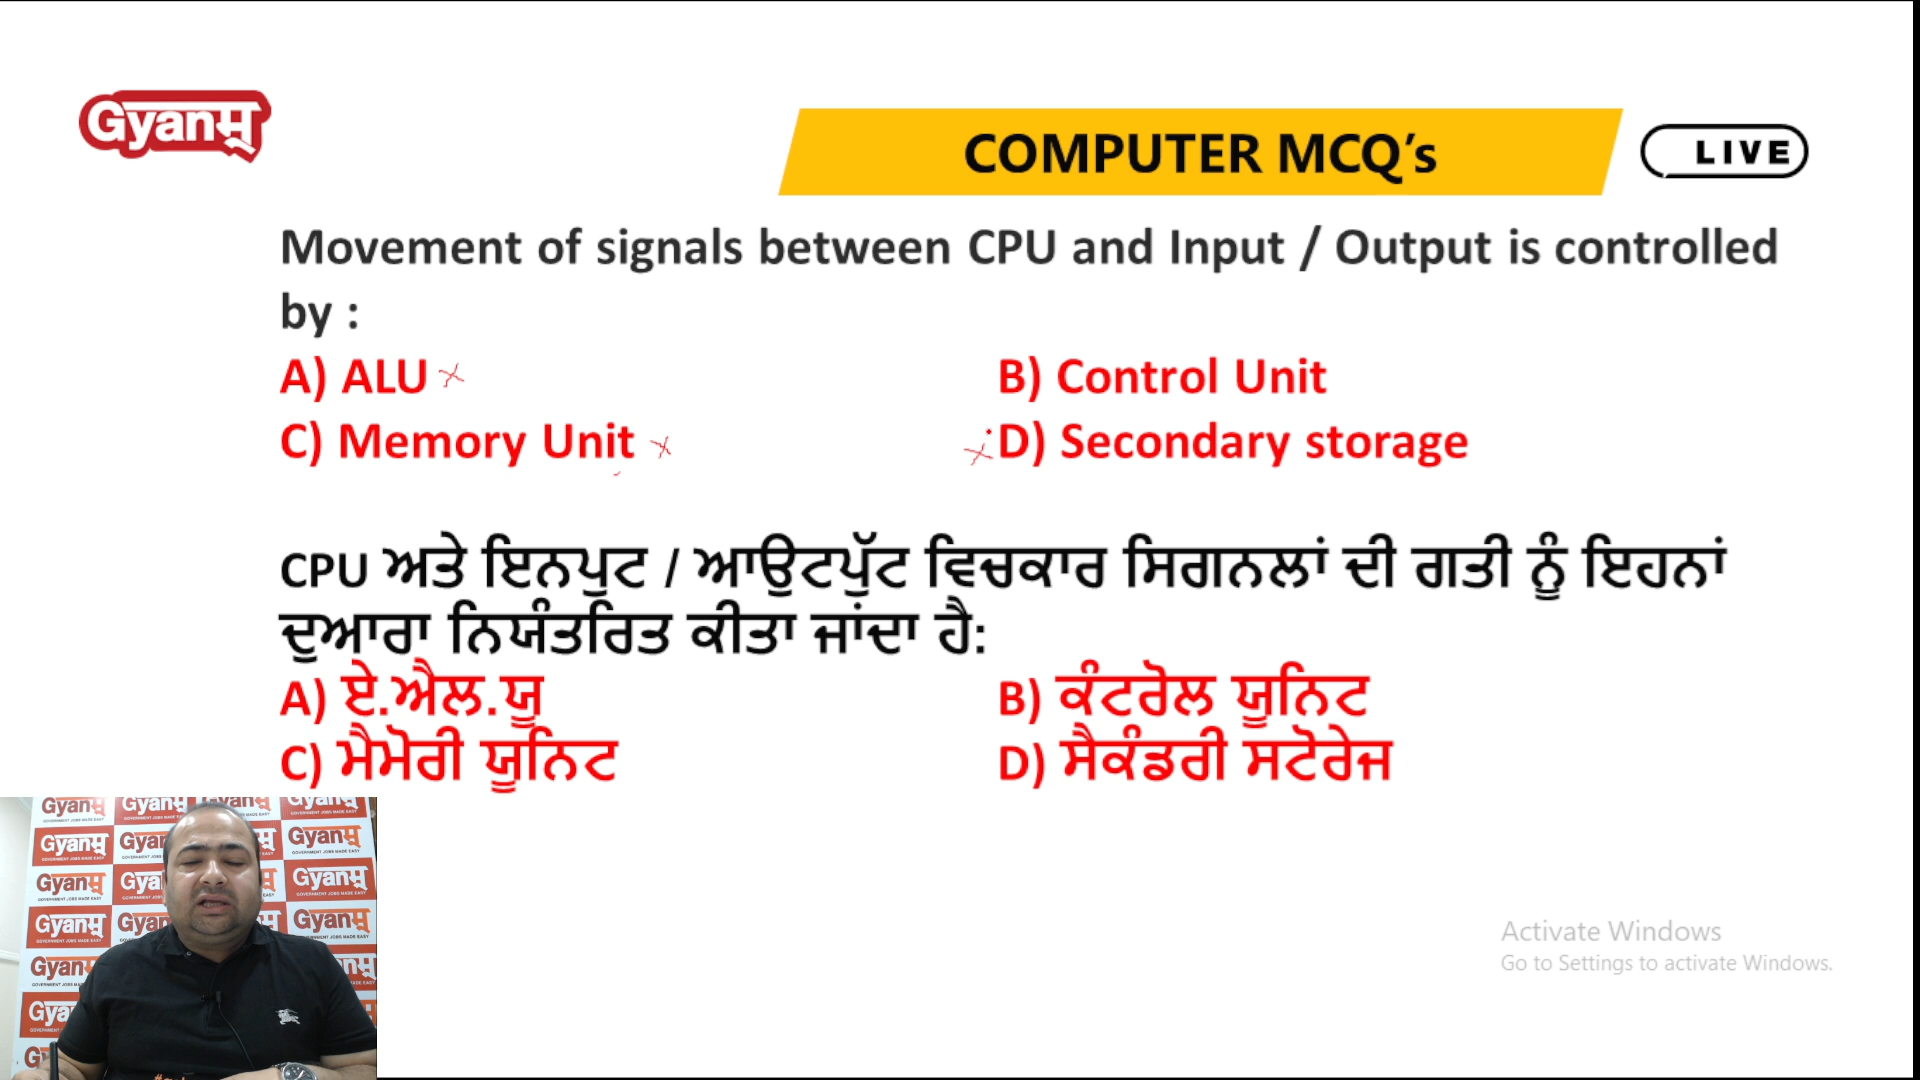 Gyanਸ੍ਰ
COMPUTER MCQ’s
LIVE
Movement of signals between CPU and Input / Output is controlled
by :
A) ALU
B) Control Unit
C) Memory Unit
D) Secondary storage
CPU ਅਤੇ ਇਨਪੁਟ / ਆਉਟਪੁੱਟ ਵਿਚਕਾਰ ਸਿਗਨਲਾਂ ਦੀ ਗਤੀ ਨੂੰ ਇਹਨਾਂ
ਦੁਆਰਾ ਨਿਯੰਤਰਿਤ ਕੀਤਾ ਜਾਂਦਾ ਹੈ:
A) ਏ.ਐਲ.ਯੂ
B) ਕੰਟਰੋਲ ਯੂਨਿਟ
C) ਮੈਮੋਰੀ ਯੂਨਿਟ
D) ਸੈਕੰਡਰੀ ਸਟੋਰੇਜ
Activate Windows
Go to Settings to activate Windows.